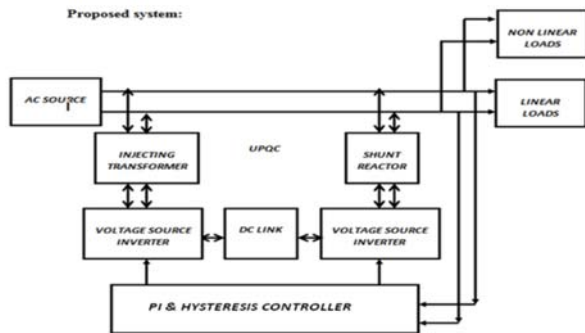 Proposed system:
NON LINEAR
LOADS
AC SOURCE
LINEAR
LOADS
INJECTING
TRANSFORMER
UPQC
SHUNT
REACTOR
VOLTAGE SOURCE
INVERTER
DC LINK
VOLTAGE SOURCE
INVERTER
PI & HYSTERESIS CONTROLLER